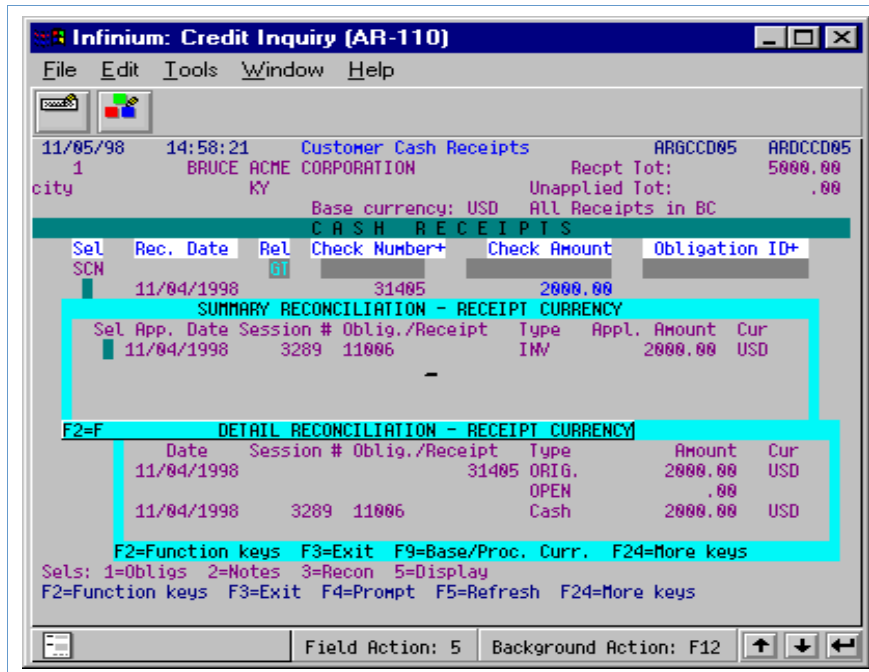 Infinium: Credit Inquiry (AR-110)
File Edit Tools Window Help
11/05/98 14:58:21 Customer Cash Receipts ARGCCD05 ARDCCD05
1 BRUCE ACME CORPORATION Recpt Tot: 5000.00
city KY Unapplied Tot: .00
Base currency: USD All Receipts in BC
C A S H R E C E I P T S
Sel Rec. Date Rel Check Number+ Check Amount Obligation ID+
SCN GT
11/04/1998 31405 2000.00
SUMMARY RECONCILIATION - RECEIPT CURRENCY
Sel App. Date Session # Oblig./Receipt Type Appl. Amount Cur
11/04/1998 3289 11006 INV 2000.00 USD
F2=F DETAIL RECONCILIATION - RECEIPT CURRENCY
Date Session # Oblig./Receipt Type Amount Cur
11/04/1998 31405 ORIG. 2000.00 USD
OPEN .00
11/04/1998 3289 11006 Cash 2000.00 USD
F2=Function keys F3=Exit F9=Base/Proc. Curr. F24=More keys
Sels: 1=Obligs 2=Notes 3=Recon 5=Display
F2=Function keys F3=Exit F4=Prompt F5=Refresh F24=More keys
Field Action: 5 Background Action: F12